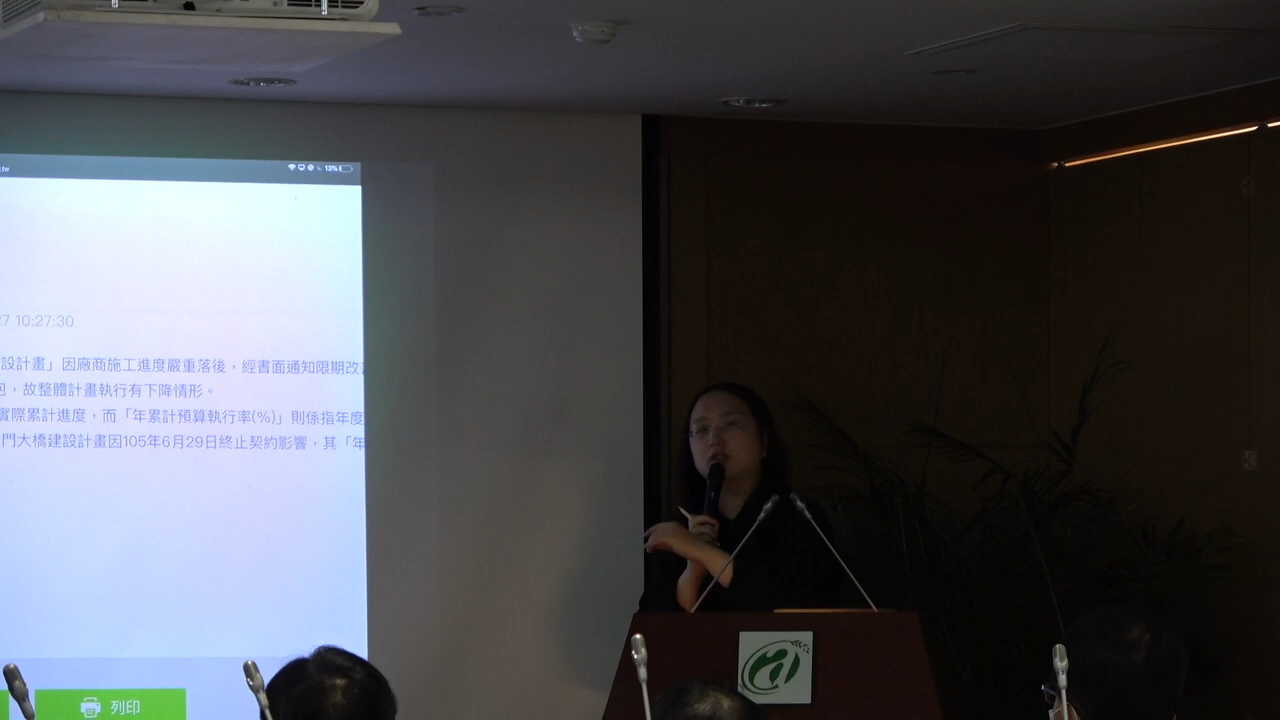 .tw 13%
27 10:27:30
設計畫」因廠商施工進度嚴重落後，經書面通知限期改
包，故整體計畫執行有下降情形。
實際累計進度，而「年累計預算執行率(%)」則係指年度
門大橋建設計畫因105年6月29日終止契約影響，其「年
列印